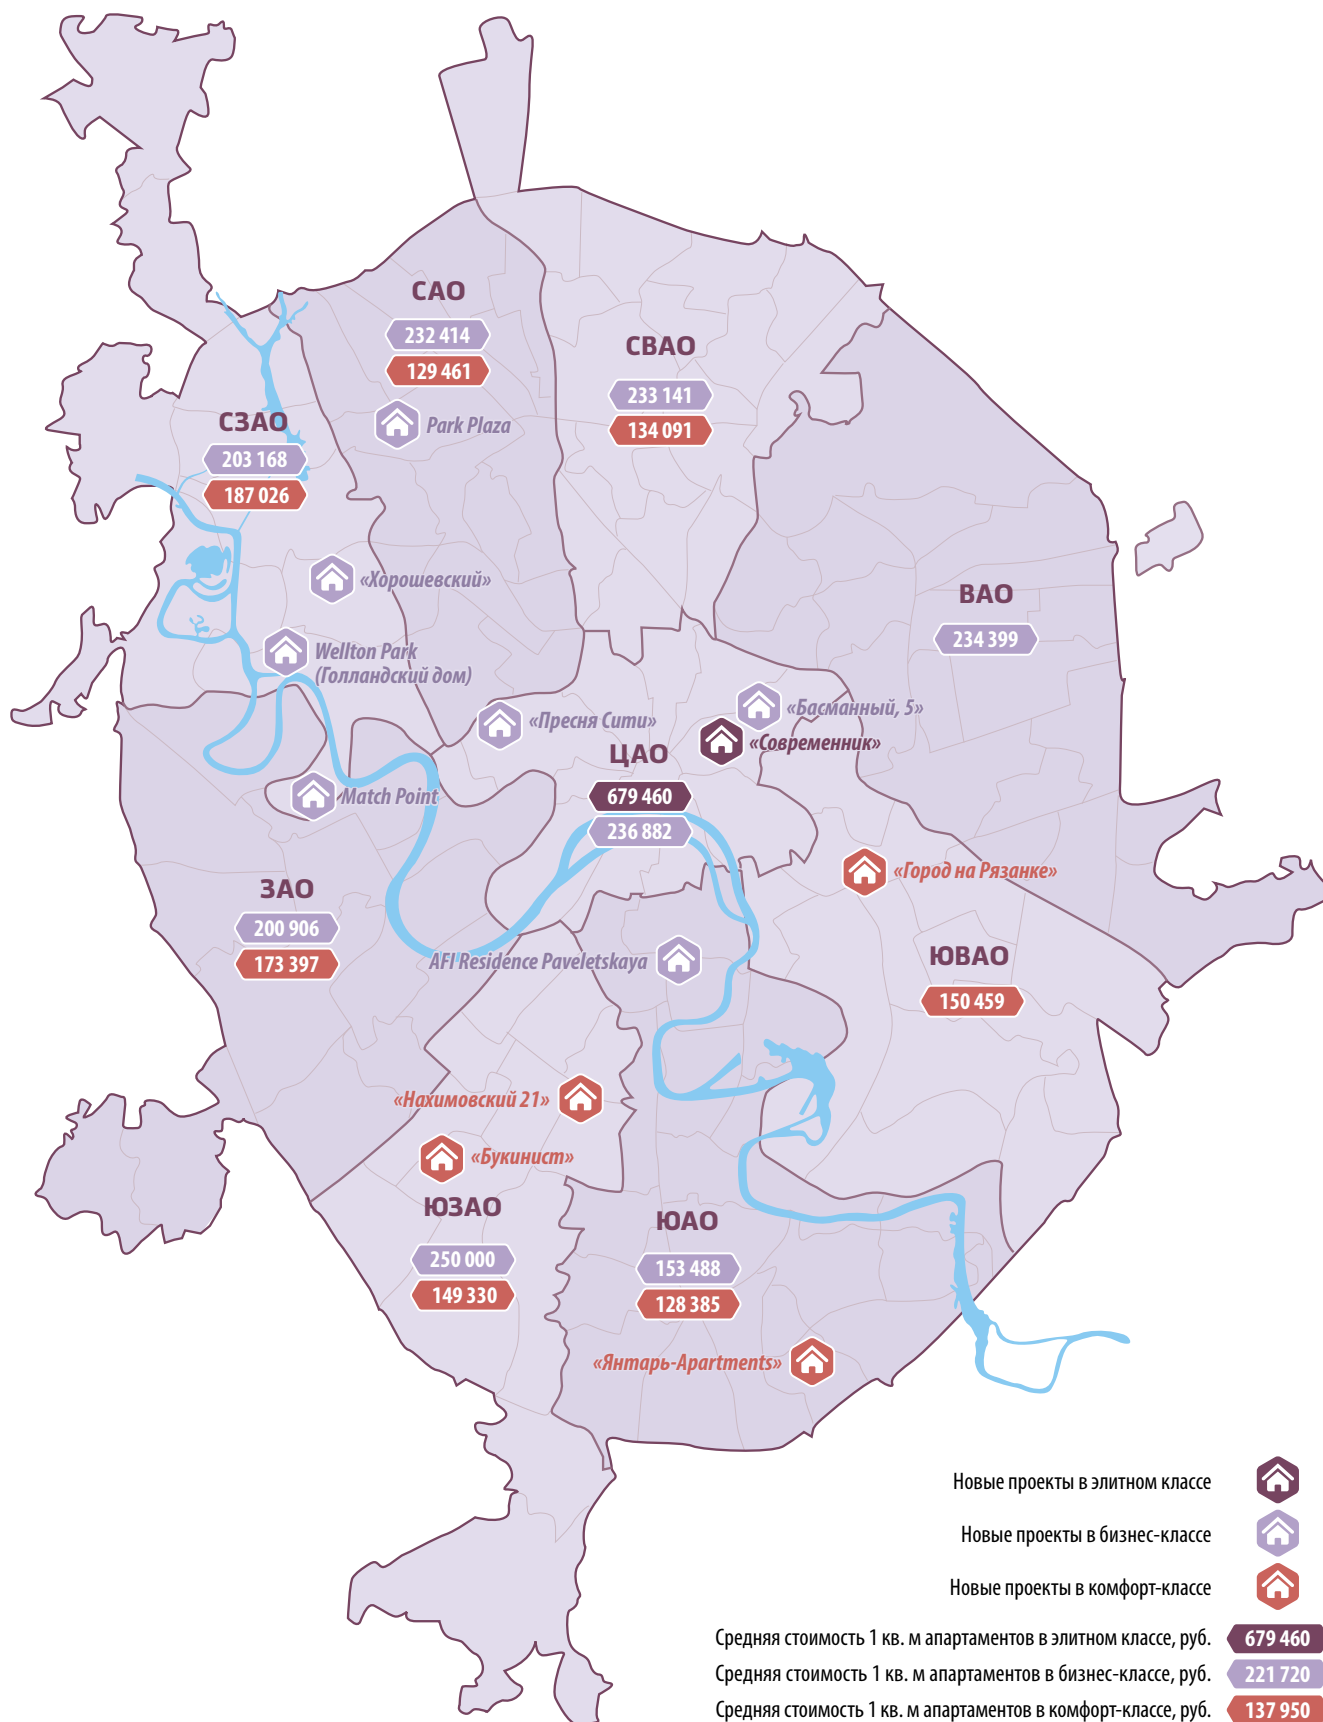 САО
232 414
129 461
Park Plaza
СВАО
233 141
134 091
СЗАО
203 168
187 026
«Хорошевский»
ВАО
234 399
Wellton Park
(Голландский дом)
«Басманный, 5»
«Пресня Сити»
«Современник»
ЦАО
679 460
236 882
Match Point
«Город на Рязанке»
ЗАО
200 906
173 397
AFI Residence Paveletskaya
ЮВАО
150 459
«Нахимовский 21»
«Букинист»
ЮЗАО
250 000
149 330
ЮАО
153 488
128 385
«Янтарь-Apartments»
Новые проекты в элитном классе
Новые проекты в бизнес-классе
Новые проекты в комфорт-классе
Средняя стоимость 1 кв. м апартаментов в элитном классе, руб. 679 460
Средняя стоимость 1 кв. м апартаментов в бизнес-классе, руб. 221 720
Средняя стоимость 1 кв. м апартаментов в комфорт-классе, руб. 137 950